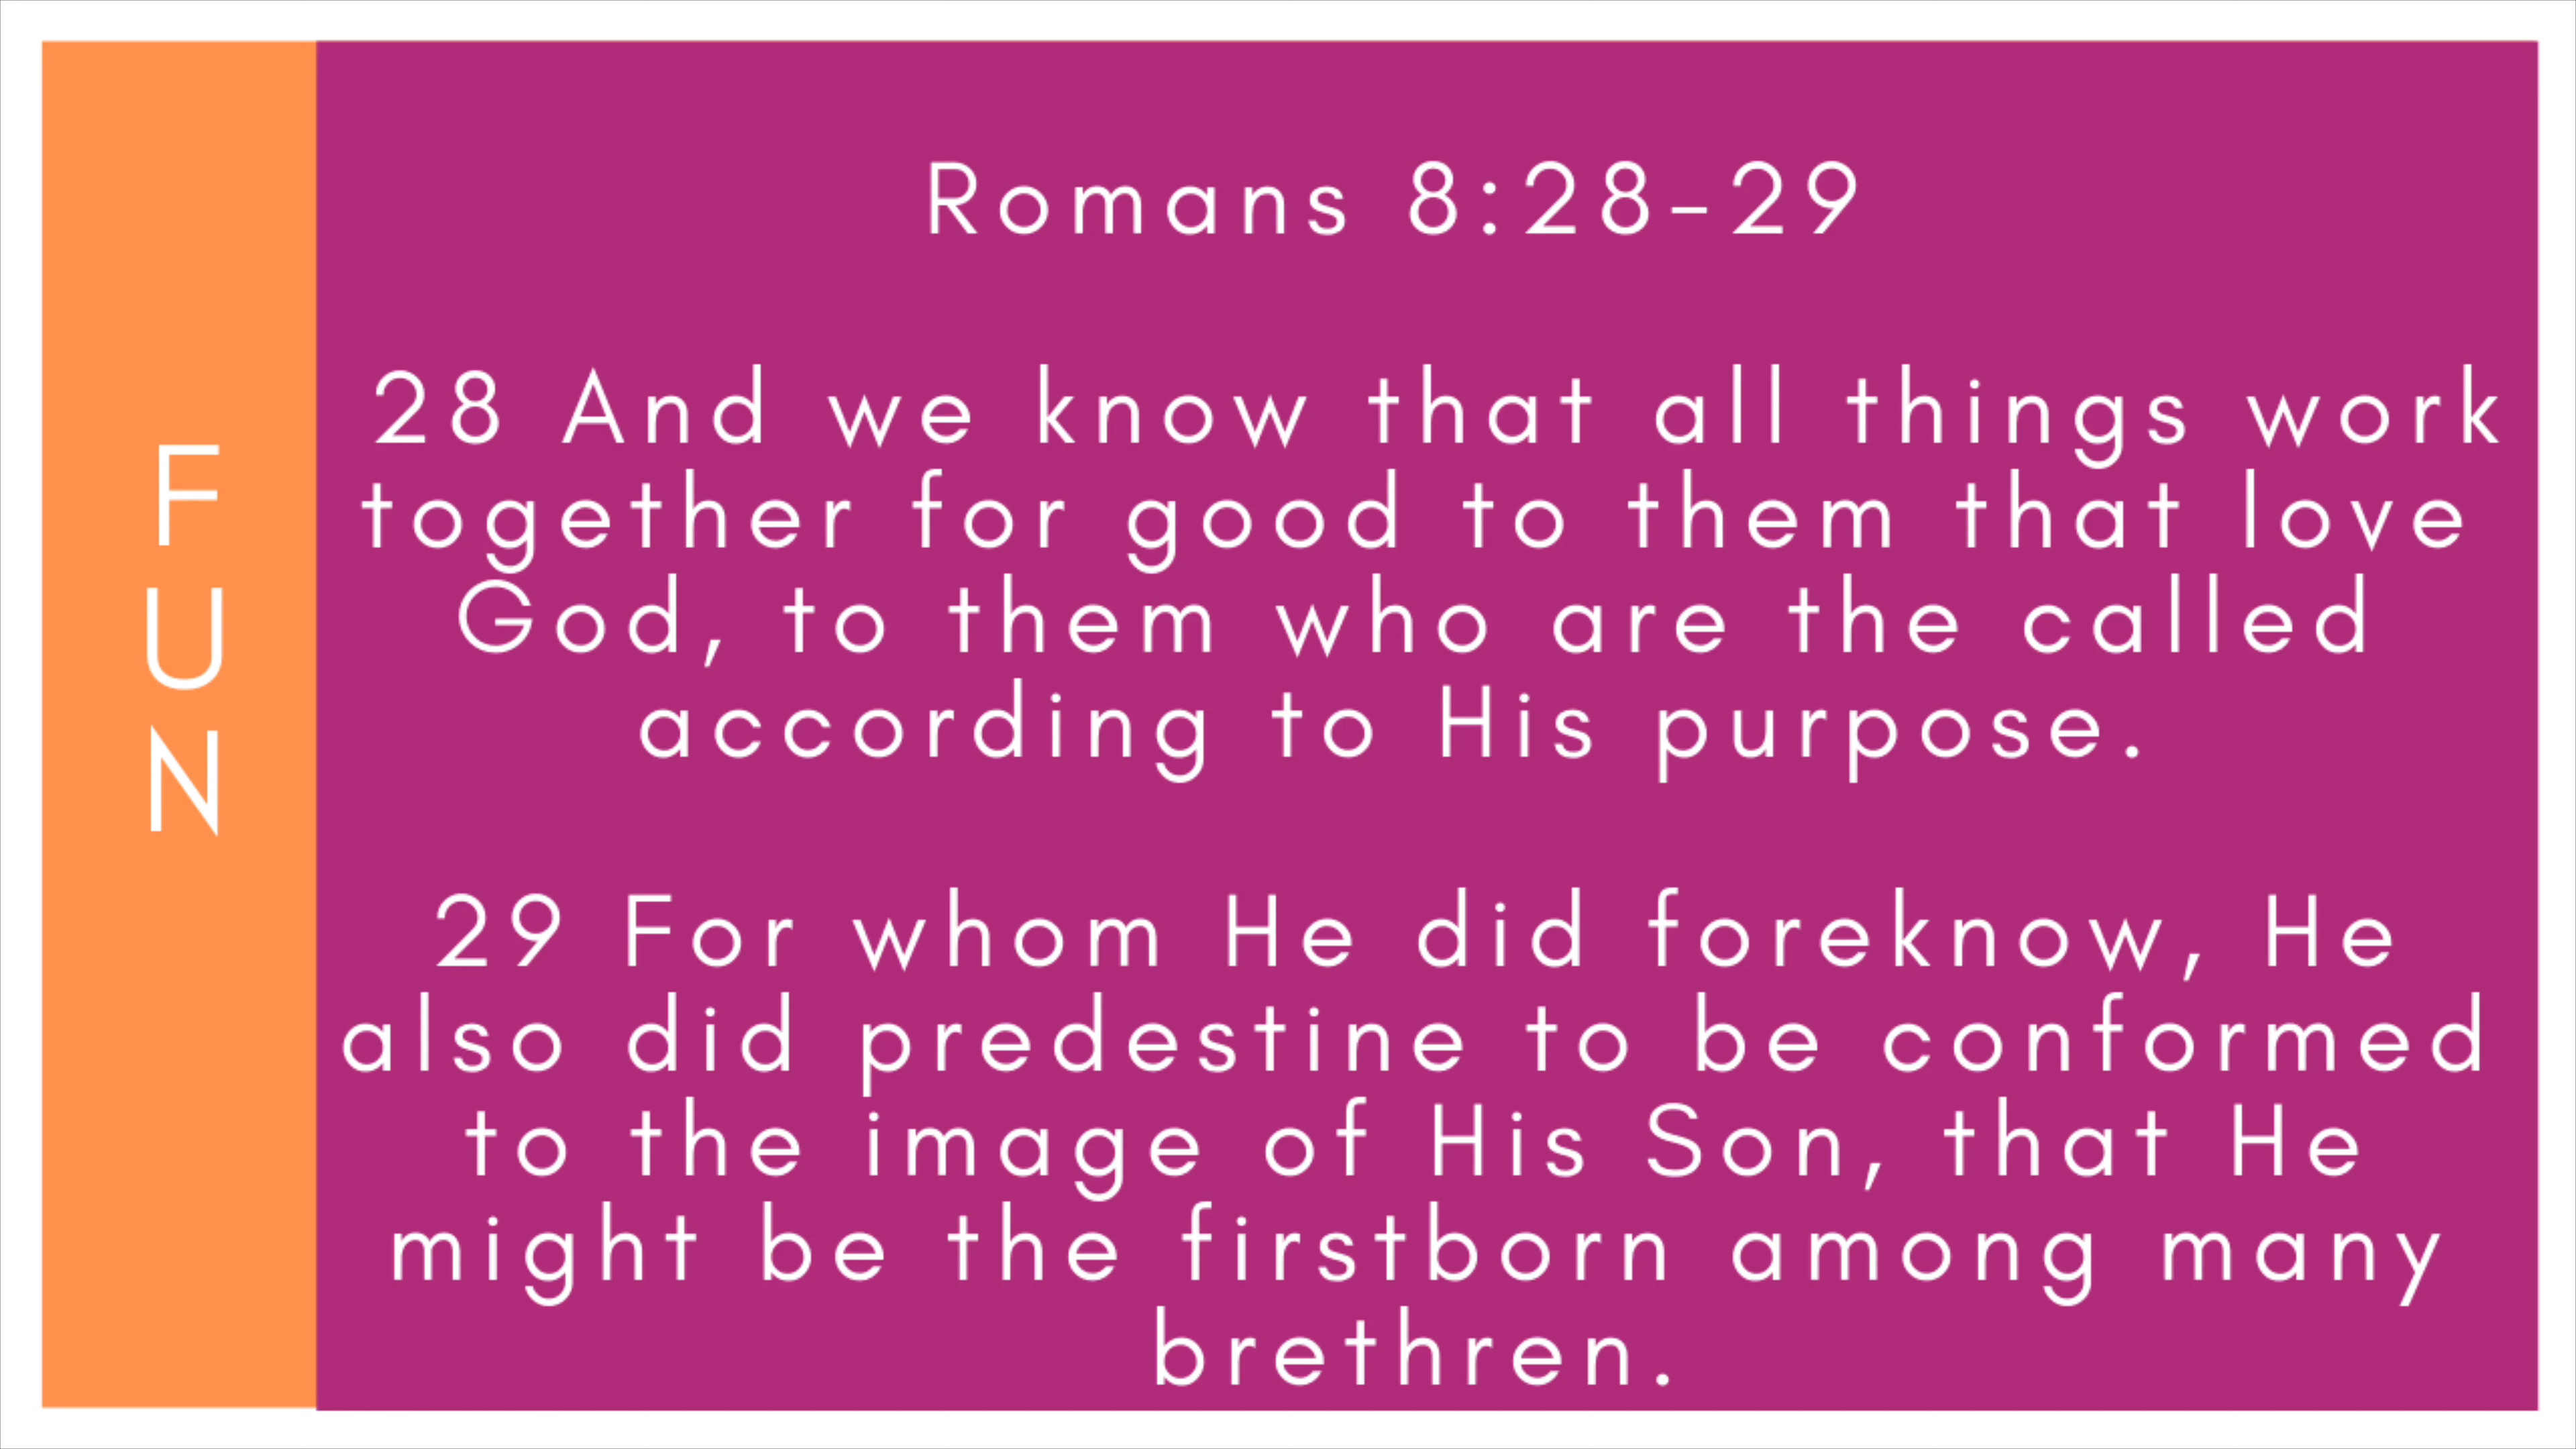 F
U
N
Romans 8:28-29
28 And we know that all things work
together for good to them that love
God, to them who are the called
according to His purpose.
29 For whom He did foreknow, He
also did predestine to be conformed
to the image of His Son, that He
might be the firstborn among many
brethren.